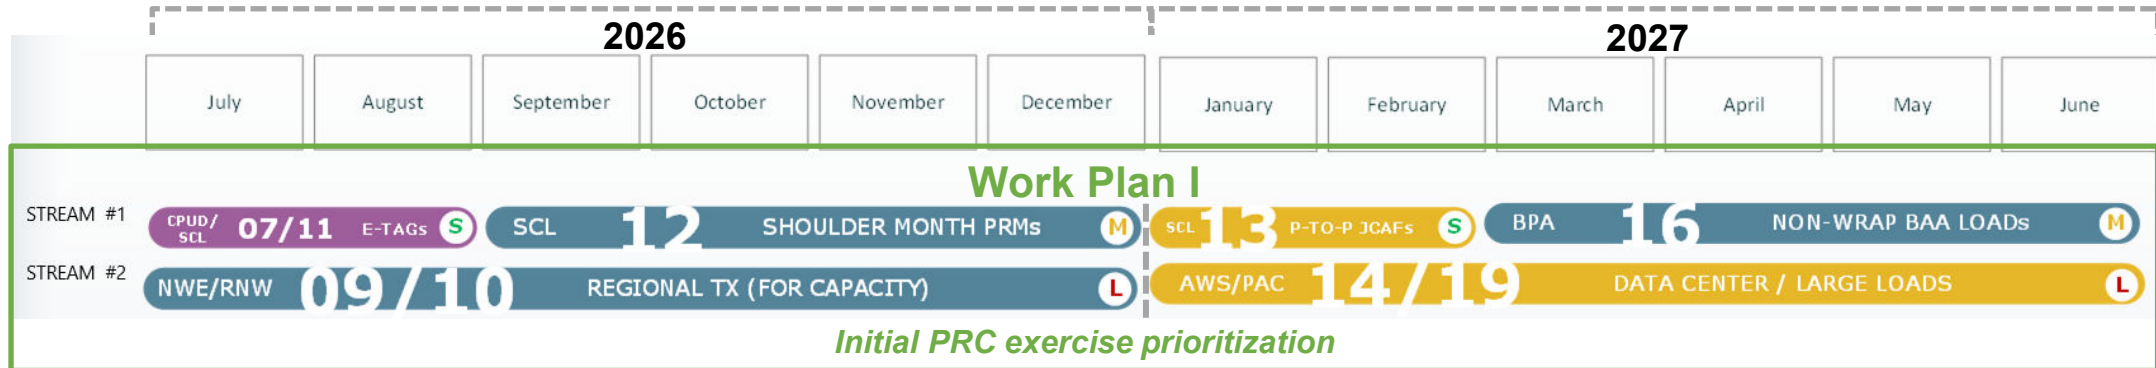 2026 2027
July August September October November December January February March April May June
Work Plan I
STREAM #1 CPUD/ SCL 07/11 E-TAGs S SCL 12 SHOULDER MONTH PRMs M SCL 13 P-TO-P JCAFs S BPA 16 NON-WRAP BAA LOADs M
STREAM #2 NWE/RNW 09/10 REGIONAL TX (FOR CAPACITY) L AWS/PAC 14/19 DATA CENTER / LARGE LOADS L
Initial PRC exercise prioritization